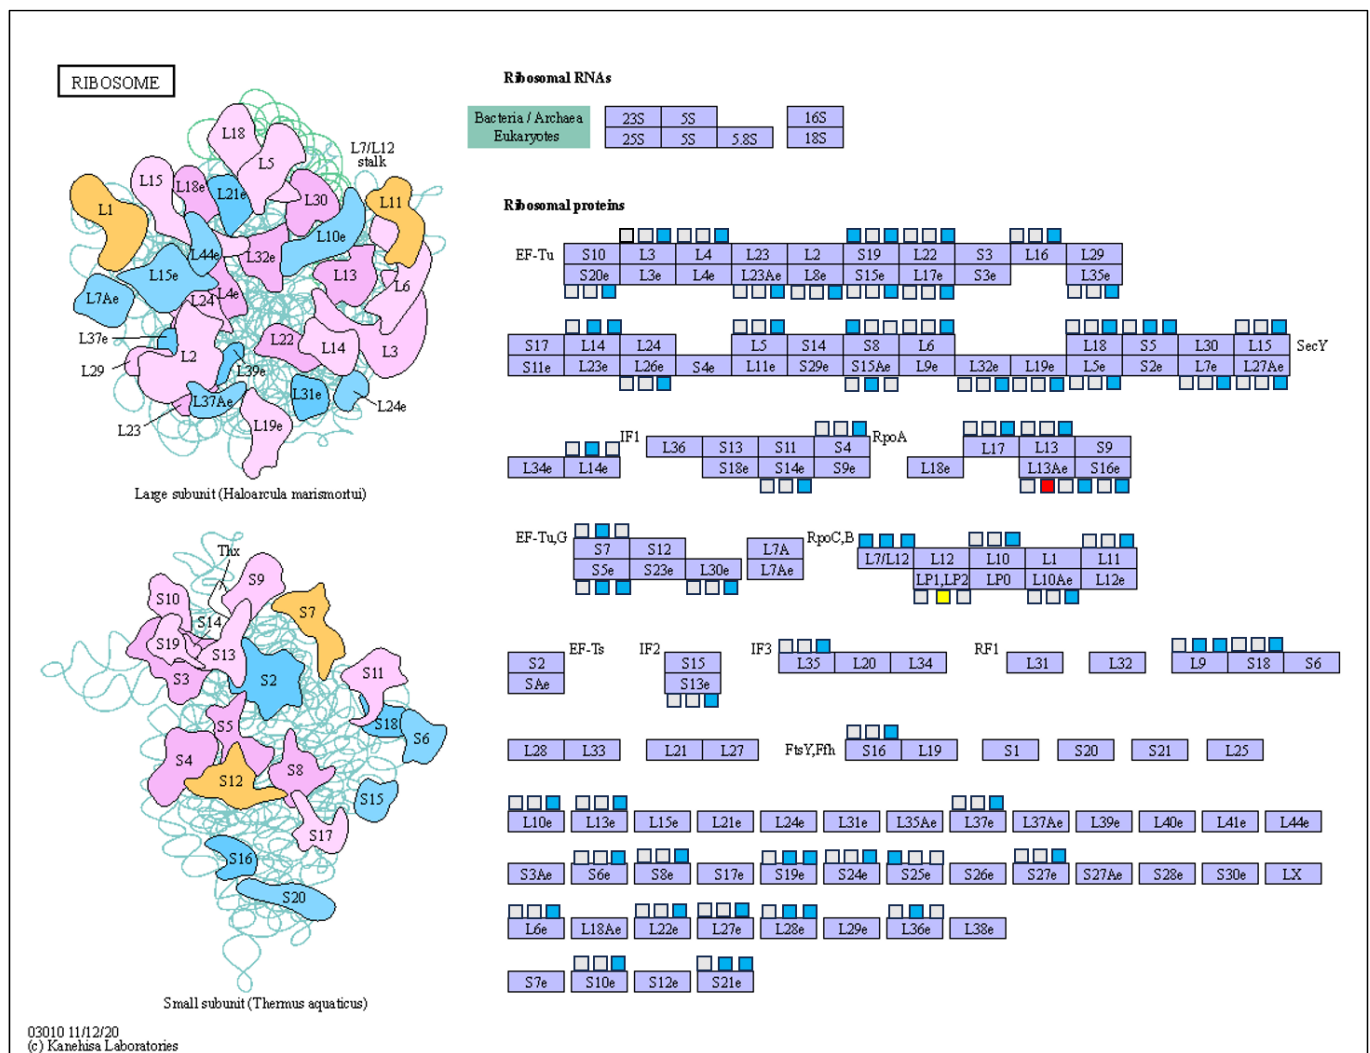 RIBOSOME
L18
L5
L7/L12
stalk
L15
L18e
L21e
L30
L11
L1
L10e
L44e
L32e
L15e
L13
L6
L7Ae
L24
L4e
L37e
L2
L22
L14
L3
L29
L39e
L37Ae
L31e
L24e
L23
L19e
Large subunit (Haloarcula marismortui)
Thx
S9
S10
S7
S14
S19
S13
S11
S3
S2
S5
S18
S6
S4
S8
S12
S15
S17
S16
S20
Small subunit (Thermus aquaticus)
Ribosomal RNAs
Bacteria / Archaea 23S 5S 16S
Eukaryotes 25S 5S 5.8S 18S
Ribosomal proteins
EF-Tu S10 L3 L4 L23 L2 S19 L22 S3 L16 L29
S20e L3e L4e L23Ae L8e S15e L17e S3e L35e
S17 L14 L24 L5 S14 S8 L6 L18 S5 L30 L15 SecY
S11e L23e L26e S4e L11e S29e S15Ae L9e L32e L19e L5e S2e L7e L27Ae
IF1 L36 S13 S11 S4 RpoA L17 L13 S9
L34e L14e S18e S14e S9e L18e L13Ae S16e
EF-Tu,G S7 S12 L7A RpoC,B L7/L12 L12 L10 L1 L11
S5e S23e L30e L7Ae LP1,LP2 LP0 L10Ae L12e
S2 EF-Ts IF2 S15 IF3 L35 L20 L34 RF1 L31 L32 L9 S18 S6
SAe S13e
L28 L33 L21 L27 FtsY,Ffh S16 L19 S1 S20 S21 L25
L10e L13e L15e L21e L24e L31e L35Ae L37e L37Ae L39e L40e L41e L44e
S3Ae S6e S8e S17e S19e S24e S25e S26e S27e S27Ae S28e S30e LX
L6e L18Ae L22e L27e L28e L29e L36e L38e
S7e S10e S12e S21e
03010 11/12/20
(c) Kanehisa Laboratories